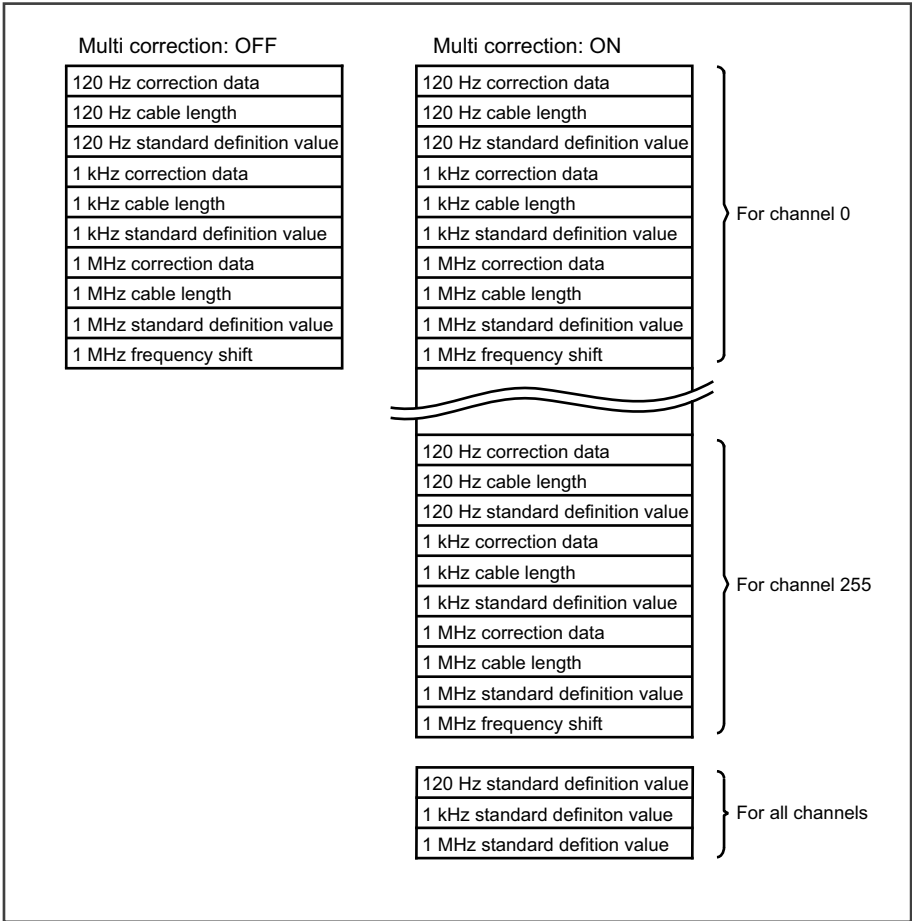 Multi correction: OFF
120 Hz correction data
120 Hz cable length
120 Hz standard definition value
1 kHz correction data
1 kHz cable length
1 kHz standard definition value
1 MHz correction data
1 MHz cable length
1 MHz standard definition value
1 MHz frequency shift
Multi correction: ON
120 Hz correction data
120 Hz cable length
120 Hz standard definition value
1 kHz correction data
1 kHz cable length
1 kHz standard definition value
1 MHz correction data
1 MHz cable length
1 MHz standard definition value
1 MHz frequency shift
For channel 0
120 Hz correction data
120 Hz cable length
120 Hz standard definition value
1 kHz correction data
1 kHz cable length
1 kHz standard definition value
1 MHz correction data
1 MHz cable length
1 MHz standard definition value
1 MHz frequency shift
For channel 255
120 Hz standard definition value
1 kHz standard definiton value
1 MHz standard defition value
For all channels